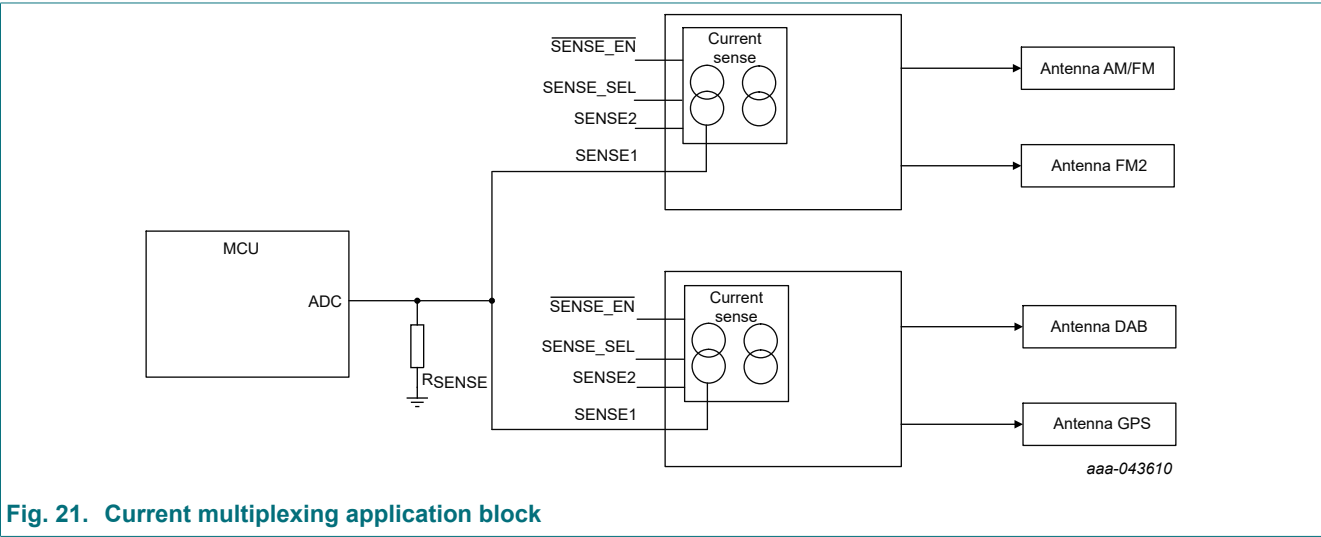 Current
sense
SENSE_EN
SENSE_SEL
SENSE2
SENSE1
Antenna AM/FM
Antenna FM2
MCU
ADC
RSENSE
Current
sense
SENSE_EN
SENSE_SEL
SENSE2
SENSE1
Antenna DAB
Antenna GPS
aaa-043610
Fig. 21. Current multiplexing application block